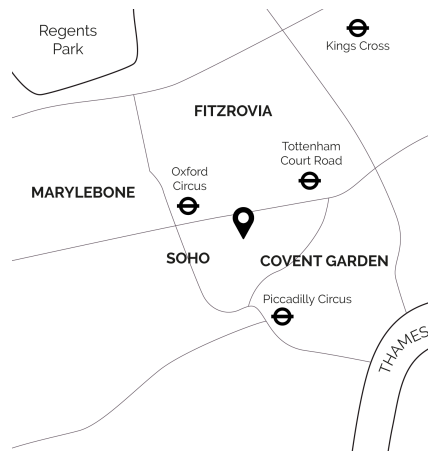 Regents
Park
Kings Cross
FITZROVIA
Tottenham
Court Road
Oxford
Circus
MARYLEBONE
SOHO
COVENT GARDEN
Piccadilly Circus
THAMES